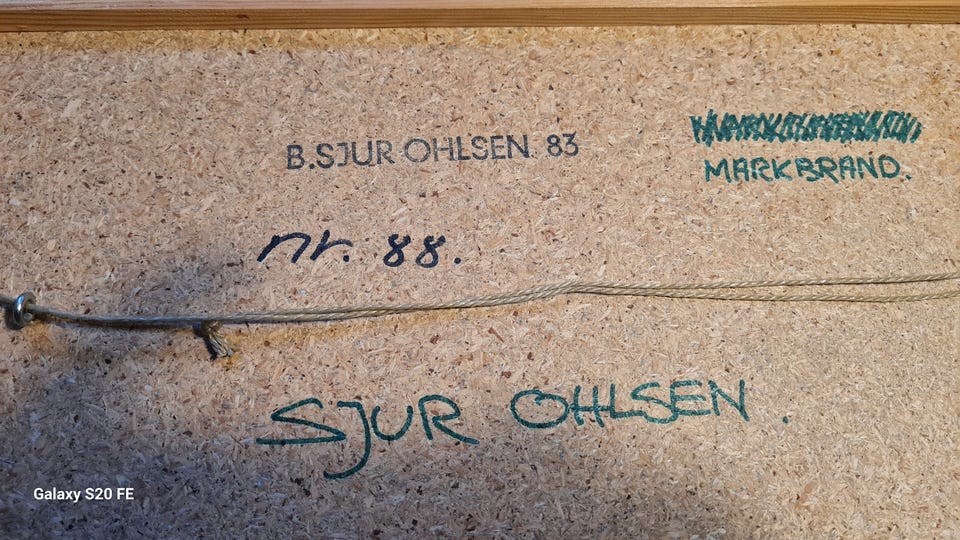 B.SJUR OHLSEN. 83
MARKBRAND.
nr. 88.
SJUR OHLSEN.
Galaxy S20 FE